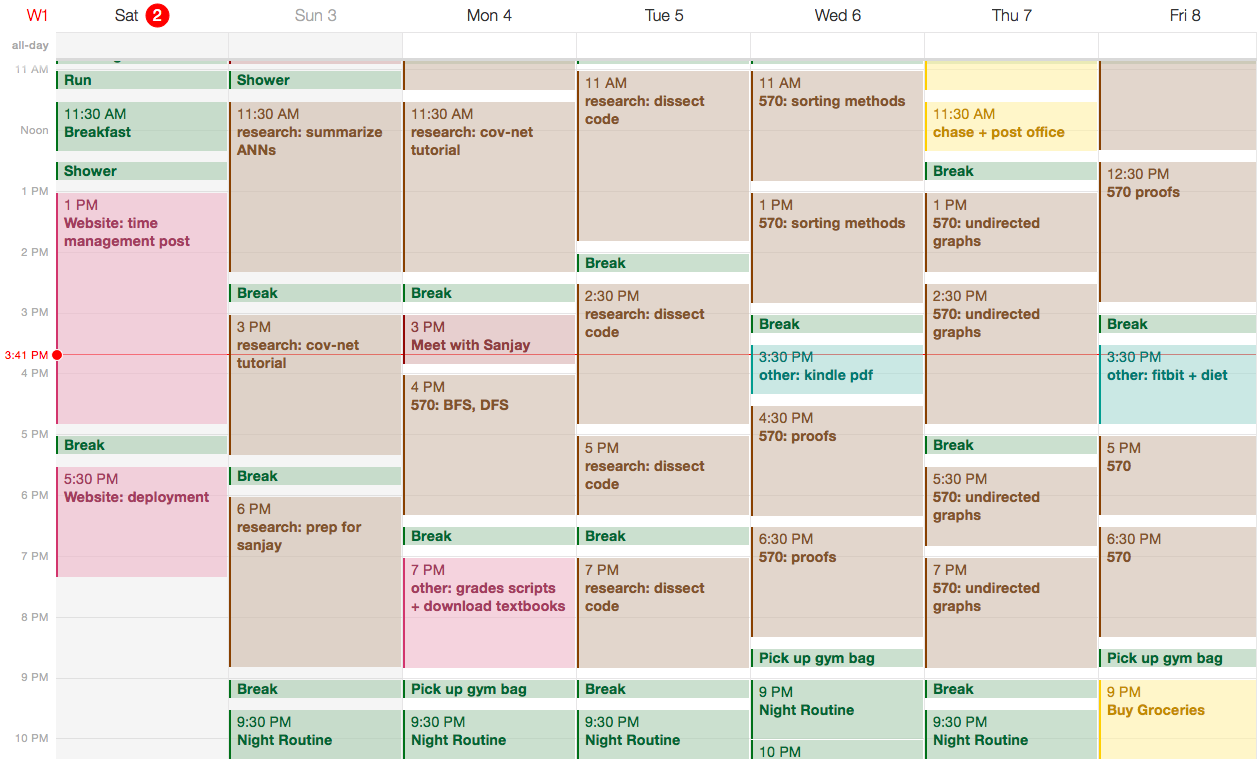 W1 Sat 2 Sun 3 Mon 4 Tue 5 Wed 6 Thu 7 Fri 8
all-day
11 AM
Noon
1 PM
2 PM
3 PM
3:41 PM
4 PM
5 PM
6 PM
7 PM
8 PM
9 PM
10 PM
Run
11:30 AM
Breakfast
Shower
1 PM
Website: time
management post
Break
5:30 PM
Website: deployment
Shower
11:30 AM
research: summarize
ANNs
Break
3 PM
research: cov-net
tutorial
Break
6 PM
research: prep for
sanjay
Break
9:30 PM
Night Routine
11:30 AM
research: cov-net
tutorial
Break
3 PM
Meet with Sanjay
4 PM
570: BFS, DFS
Break
7 PM
other: grades scripts
+ download textbooks
Pick up gym bag
9:30 PM
Night Routine
11 AM
research: dissect
code
Break
2:30 PM
research: dissect
code
5 PM
research: dissect
code
Break
7 PM
research: dissect
code
Break
9:30 PM
Night Routine
11 AM
570: sorting methods
1 PM
570: sorting methods
Break
3:30 PM
other: kindle pdf
4:30 PM
570: proofs
6:30 PM
570: proofs
Pick up gym bag
9 PM
Night Routine
10 PM
11:30 AM
chase + post office
Break
1 PM
570: undirected
graphs
2:30 PM
570: undirected
graphs
Break
5:30 PM
570: undirected
graphs
7 PM
570: undirected
graphs
Break
9:30 PM
Night Routine
12:30 PM
570 proofs
Break
3:30 PM
other: fitbit + diet
5 PM
570
6:30 PM
570
Pick up gym bag
9 PM
Buy Groceries